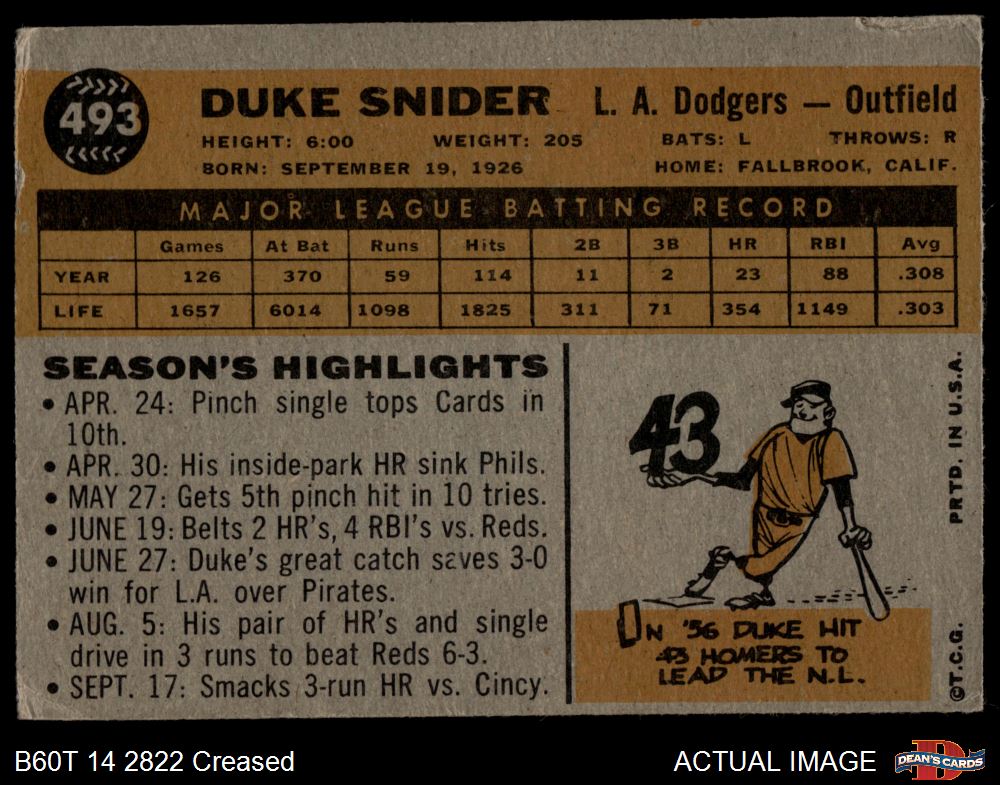 493
DUKE SNIDER L. A. Dodgers — Outfield
HEIGHT: 6:00 WEIGHT: 205 BATS: L THROWS: R
BORN: SEPTEMBER 19, 1926 HOME: FALLBROOK, CALIF.
MAJOR LEAGUE BATTING RECORD
Games At Bat Runs Hits 2B 3B HR RBI Avg
YEAR 126 370 59 114 11 2 23 88 .308
LIFE 1657 6014 1098 1825 311 71 354 1149 .303
SEASON'S HIGHLIGHTS
• APR. 24: Pinch single tops Cards in
10th.
• APR. 30: His inside-park HR sink Phils.
• MAY 27: Gets 5th pinch hit in 10 tries.
• JUNE 19: Belts 2 HR's, 4 RBI's vs. Reds.
• JUNE 27: Duke's great catch saves 3-0
win for L.A. over Pirates.
• AUG. 5: His pair of HR's and single
drive in 3 runs to beat Reds 6-3.
• SEPT. 17: Smacks 3-run HR vs. Cincy.
43
IN '56 DUKE HIT
43 HOMERS TO
LEAD THE N.L.
©T.C.G. PRTD. IN U.S.A.
B60T 14 2822 Creased
ACTUAL IMAGE
D
DEAN'S CARDS